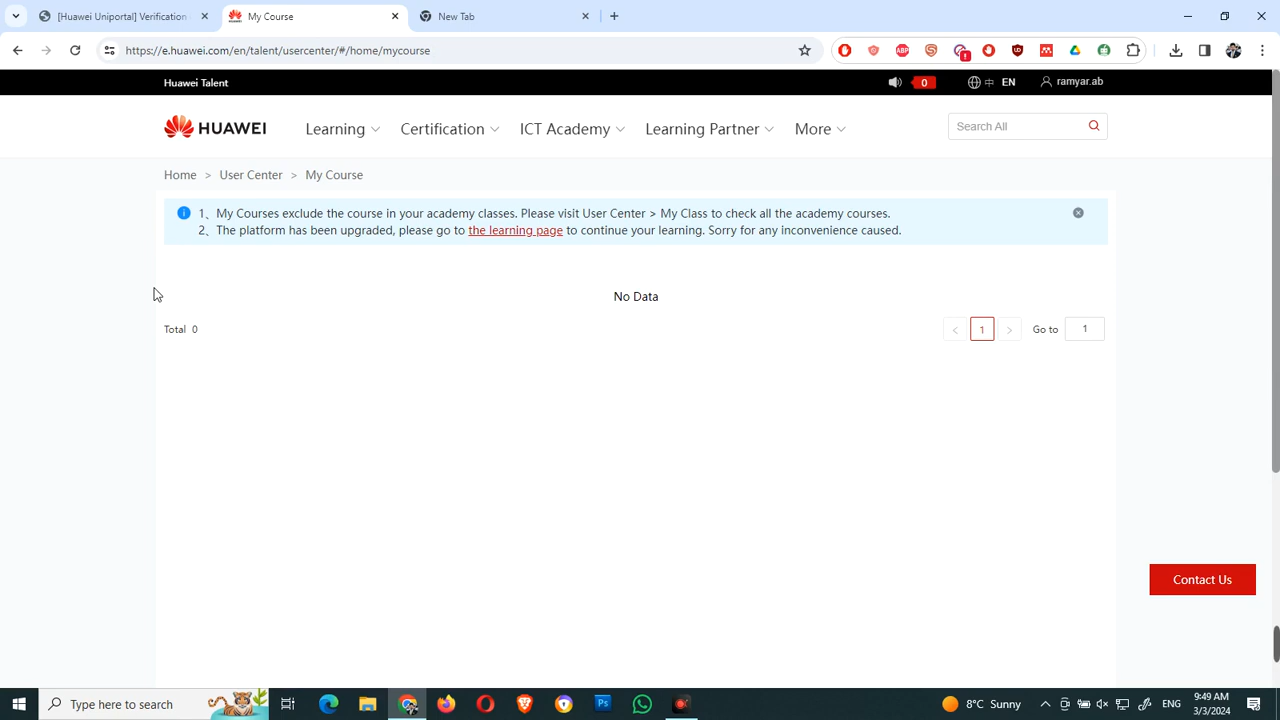 [Huawei Uniportal] Verification
My Course
New Tab
https://e.huawei.com/en/talent/usercenter/#/home/mycourse
Huawei Talent
0
中
EN
ramyar.ab
HUAWEI
Learning
Certification
ICT Academy
Learning Partner
More
Search All
Home > User Center > My Course
1、My Courses exclude the course in your academy classes. Please visit User Center > My Class to check all the academy courses.
2、The platform has been upgraded, please go to the learning page to continue your learning. Sorry for any inconvenience caused.
No Data
Total 0
< 1 > Go to 1
Contact Us
Type here to search
8°C Sunny
ENG
9:49 AM
3/3/2024